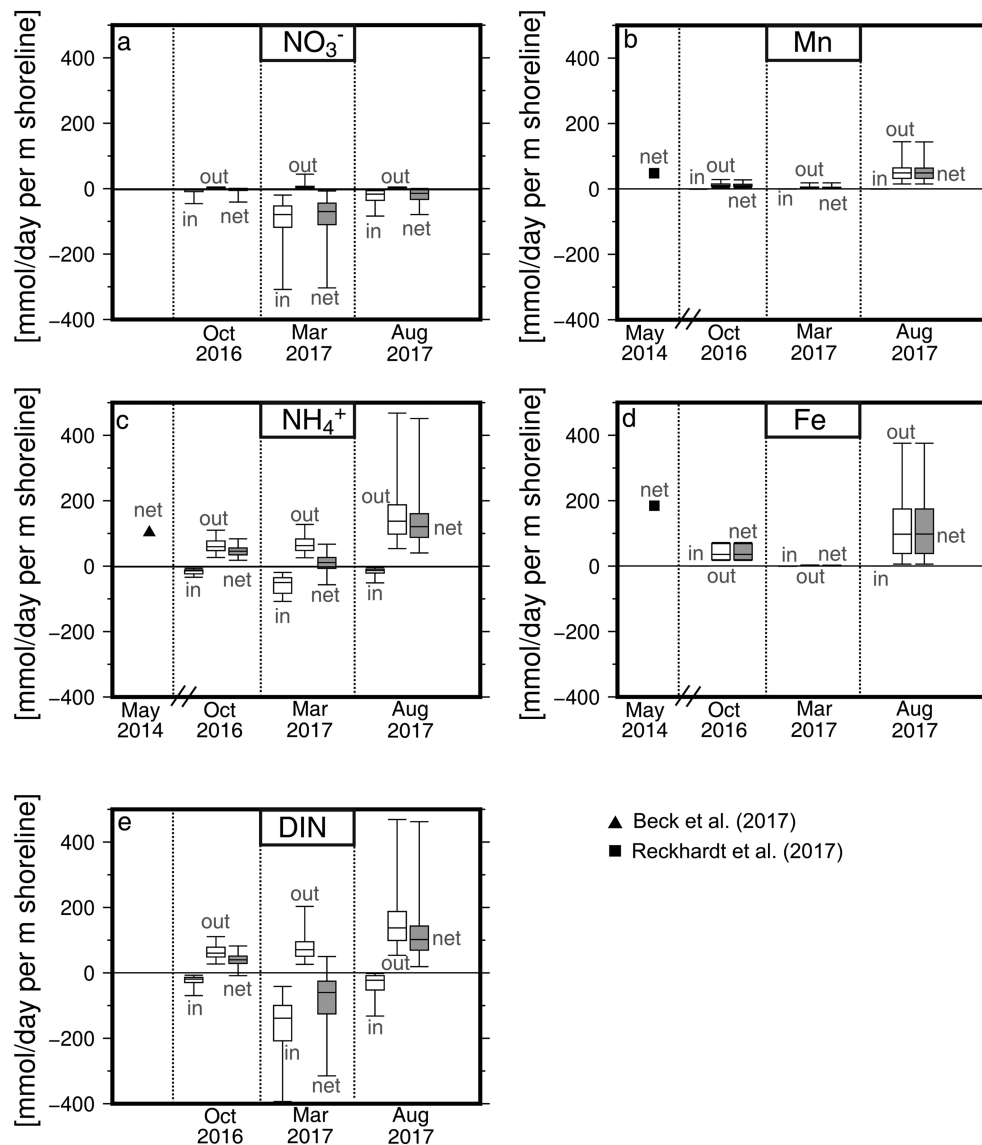 a
NO₃⁻
[mmol/day per m shoreline]
400
200
0
−200
−400
out
out
out
in
net
in
net
in
net
Oct
2016
Mar
2017
Aug
2017
b
Mn
[mmol/day per m shoreline]
400
200
0
−200
−400
net
in
out
net
out
in
net
out
in
net
May
2014
Oct
2016
Mar
2017
Aug
2017
c
NH₄⁺
[mmol/day per m shoreline]
400
200
0
−200
−400
net
out
in
net
out
in
net
out
in
net
May
2014
Oct
2016
Mar
2017
Aug
2017
d
Fe
[mmol/day per m shoreline]
400
200
0
−200
−400
net
in
net
out
in
net
out
out
in
net
May
2014
Oct
2016
Mar
2017
Aug
2017
e
DIN
[mmol/day per m shoreline]
400
200
0
−200
−400
out
in
net
out
in
net
out
in
net
Oct
2016
Mar
2017
Aug
2017
▲ Beck et al. (2017)
■ Reckhardt et al. (2017)